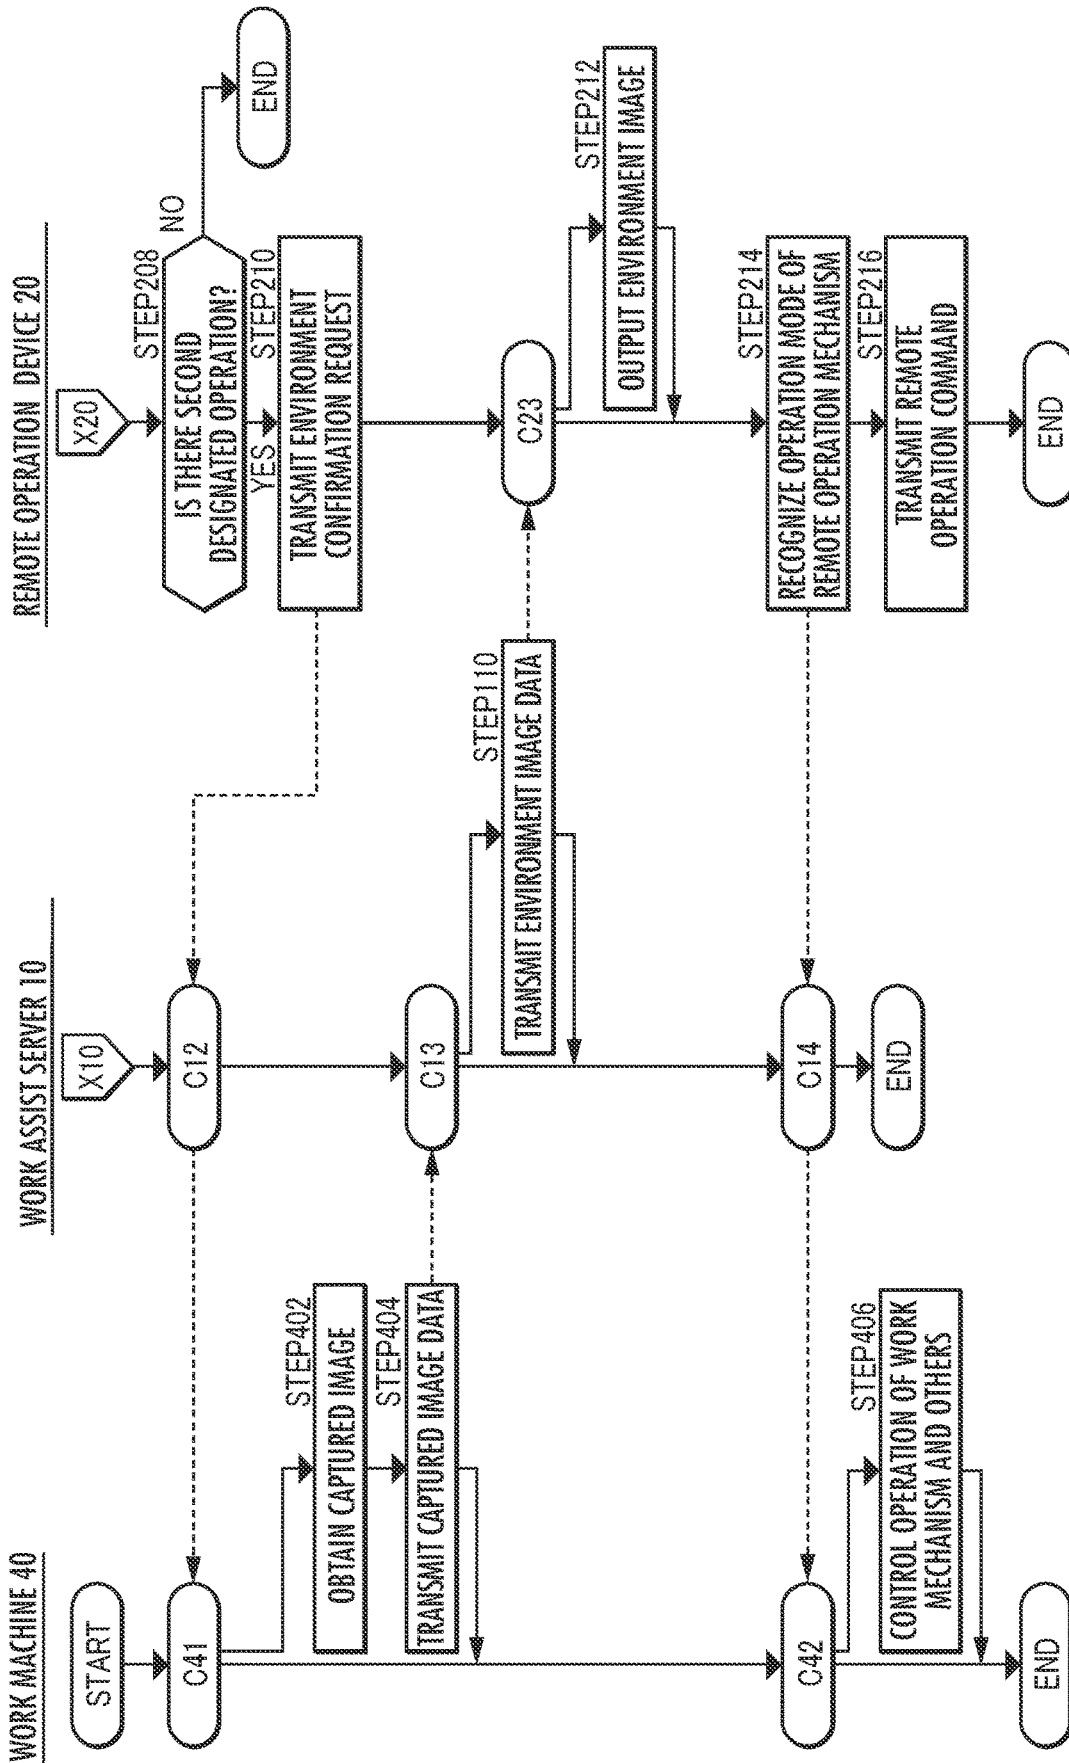 REMOTE OPERATION DEVICE 20
X20
STEP208
IS THERE SECOND
DESIGNATED OPERATION?
NO
END
YES
STEP210
TRANSMIT ENVIRONMENT
CONFIRMATION REQUEST
C23
STEP212
OUTPUT ENVIRONMENT IMAGE
STEP214
RECOGNIZE OPERATION MODE OF
REMOTE OPERATION MECHANISM
STEP216
TRANSMIT REMOTE
OPERATION COMMAND
END
WORK ASSIST SERVER 10
X10
C12
C13
STEP110
TRANSMIT ENVIRONMENT IMAGE DATA
C14
END
WORK MACHINE 40
START
C41
STEP402
OBTAIN CAPTURED IMAGE
STEP404
TRANSMIT CAPTURED IMAGE DATA
C42
STEP406
CONTROL OPERATION OF WORK
MECHANISM AND OTHERS
END